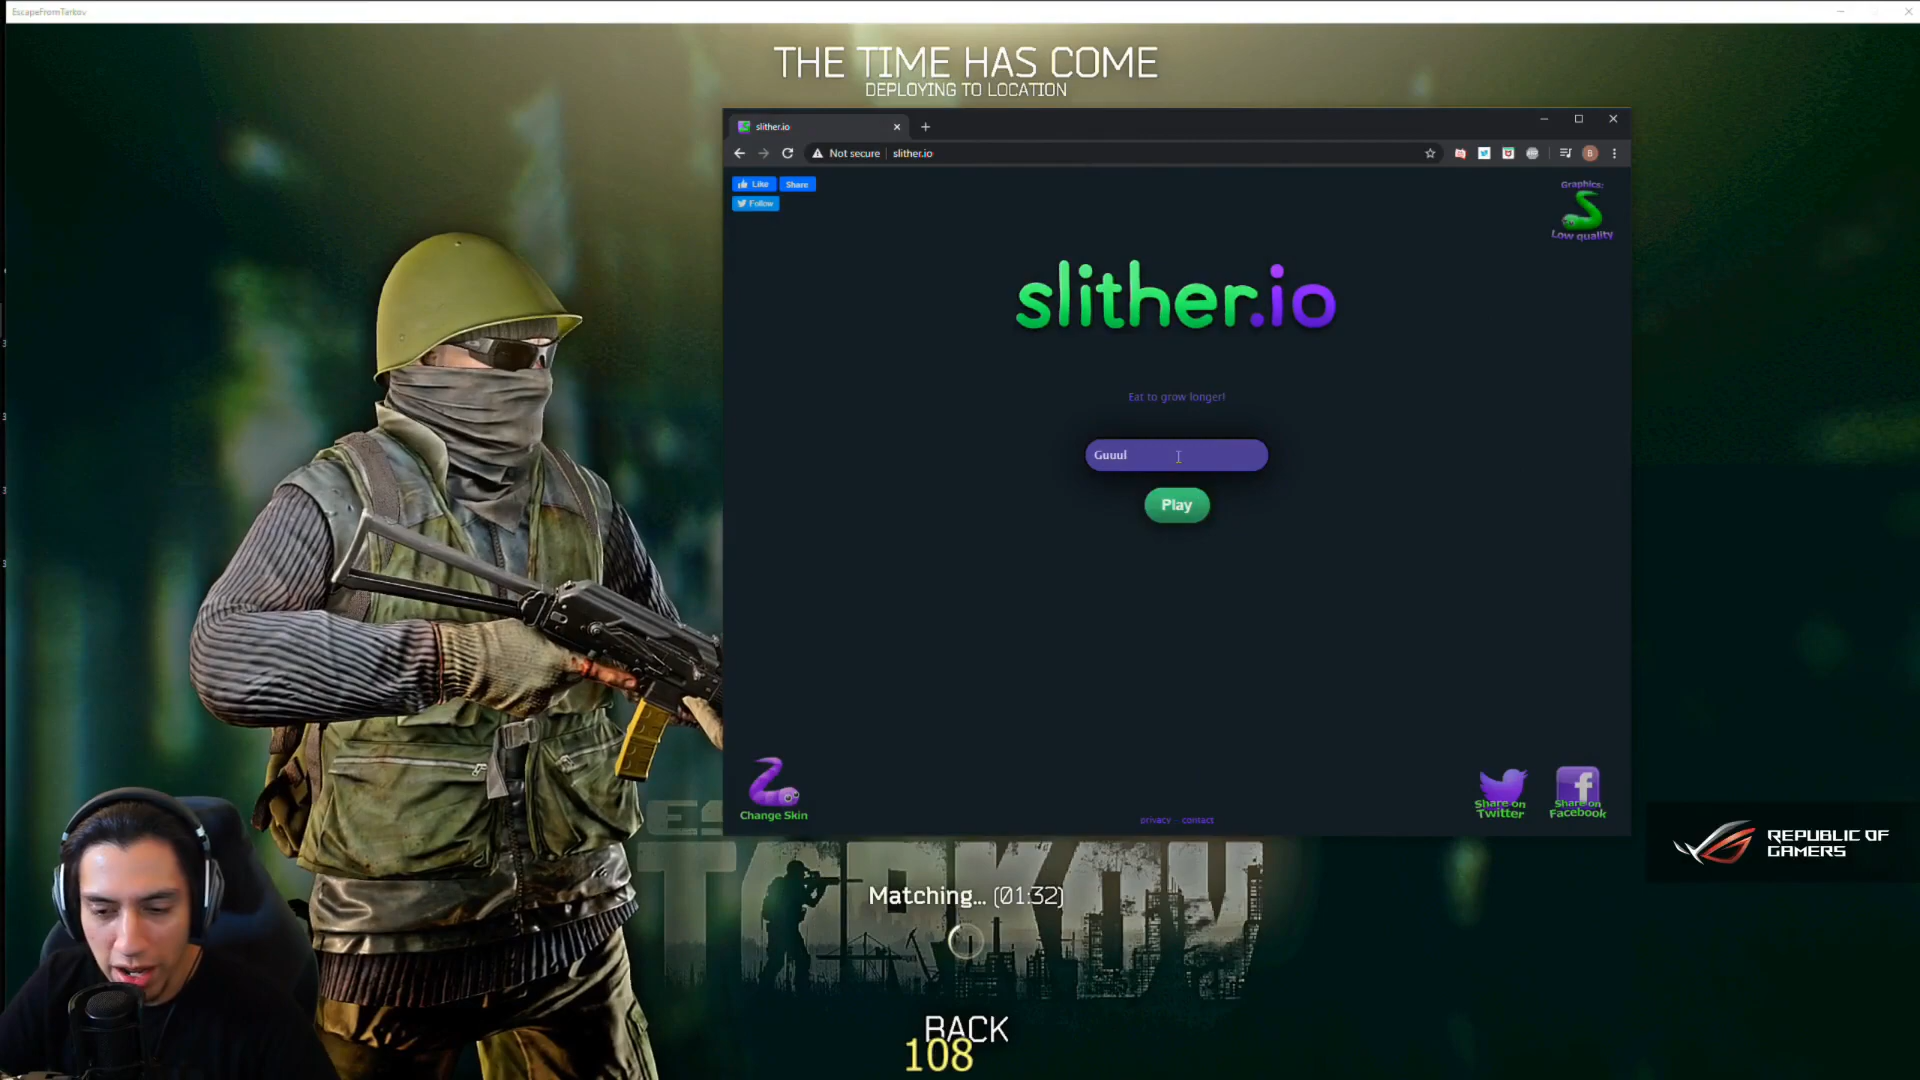 EscapeFromTarkov
THE TIME HAS COME
DEPLOYING TO LOCATION
slither.io
Not secure
slither.io
Like
Share
Follow
Graphics:
Low quality
slither.io
Eat to grow longer!
Guuul
Play
Change Skin
Share on
Twitter
Share on
Facebook
privacy
contact
REPUBLIC OF
GAMERS
TARKOV
Matching... (01:32)
BACK
108